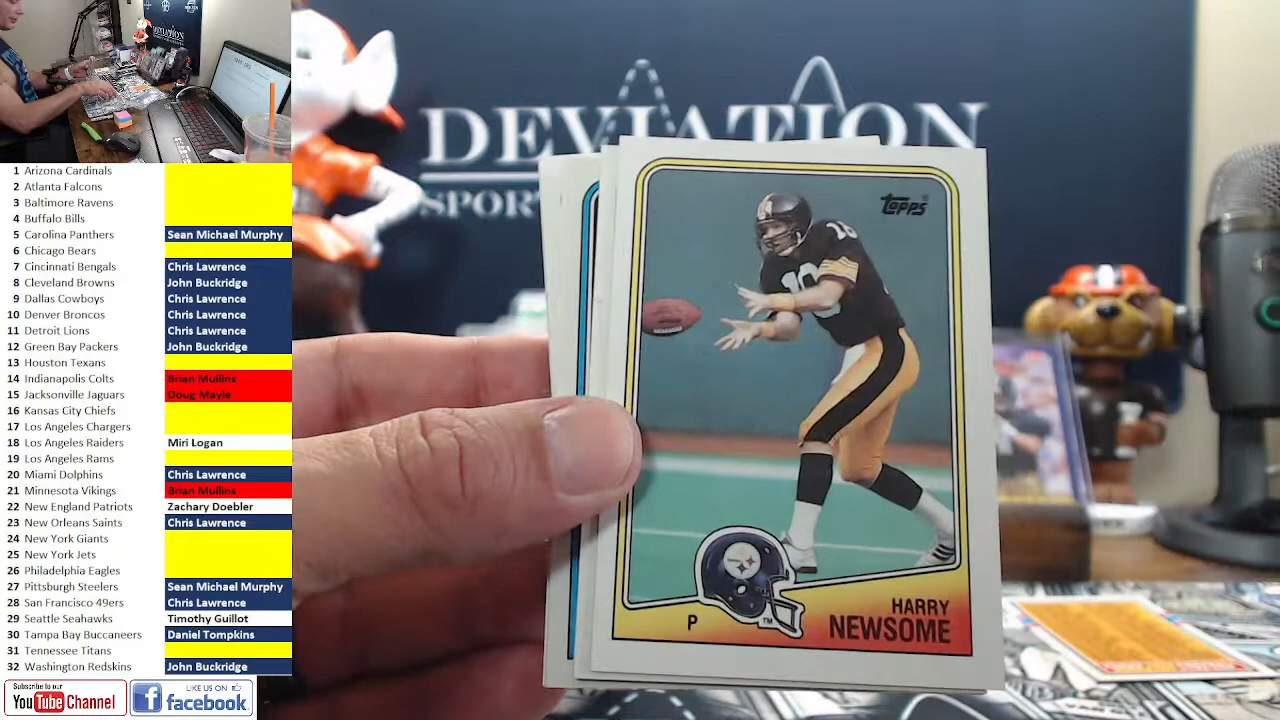 DEVIATION
SPORT
Topps
18
P
HARRY
NEWSOME
TM
1 Arizona Cardinals
2 Atlanta Falcons
3 Baltimore Ravens
4 Buffalo Bills
5 Carolina Panthers Sean Michael Murphy
6 Chicago Bears
7 Cincinnati Bengals Chris Lawrence
8 Cleveland Browns John Buckridge
9 Dallas Cowboys Chris Lawrence
10 Denver Broncos Chris Lawrence
11 Detroit Lions Chris Lawrence
12 Green Bay Packers John Buckridge
13 Houston Texans
14 Indianapolis Colts Brian Mullins
15 Jacksonville Jaguars Doug Mayle
16 Kansas City Chiefs
17 Los Angeles Chargers
18 Los Angeles Raiders Miri Logan
19 Los Angeles Rams
20 Miami Dolphins Chris Lawrence
21 Minnesota Vikings Brian Mullins
22 New England Patriots Zachary Doebler
23 New Orleans Saints Chris Lawrence
24 New York Giants
25 New York Jets
26 Philadelphia Eagles
27 Pittsburgh Steelers Sean Michael Murphy
28 San Francisco 49ers Chris Lawrence
29 Seattle Seahawks Timothy Guillot
30 Tampa Bay Buccaneers Daniel Tompkins
31 Tennessee Titans
32 Washington Redskins John Buckridge
Subscribe to our
YouTube Channel
LIKE US ON
facebook